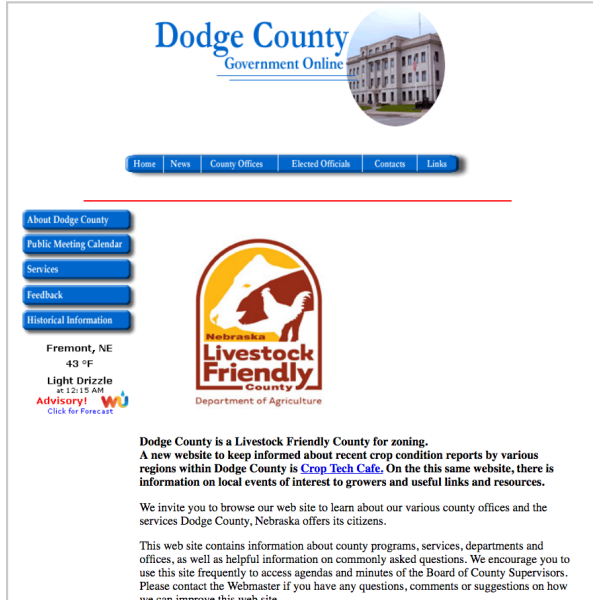 Dodge County
Government Online
Home News County Offices Elected Officials Contacts Links
About Dodge County
Public Meeting Calendar
Services
Feedback
Historical Information
Fremont, NE
43 °F
Light Drizzle
at 12:15 AM
Advisory! WU
Click for Forecast
Nebraska
Livestock
Friendly
County
Department of Agriculture
Dodge County is a Livestock Friendly County for zoning.
A new website to keep informed about recent crop condition reports by various
regions within Dodge County is Crop Tech Cafe. On the this same website, there is
information on local events of interest to growers and useful links and resources.
We invite you to browse our web site to learn about our various county offices and the
services Dodge County, Nebraska offers its citizens.
This web site contains information about county programs, services, departments and
offices, as well as helpful information on commonly asked questions. We encourage you to
use this site frequently to access agendas and minutes of the Board of County Supervisors.
Please contact the Webmaster if you have any questions, comments or suggestions on how
we can improve this web site.